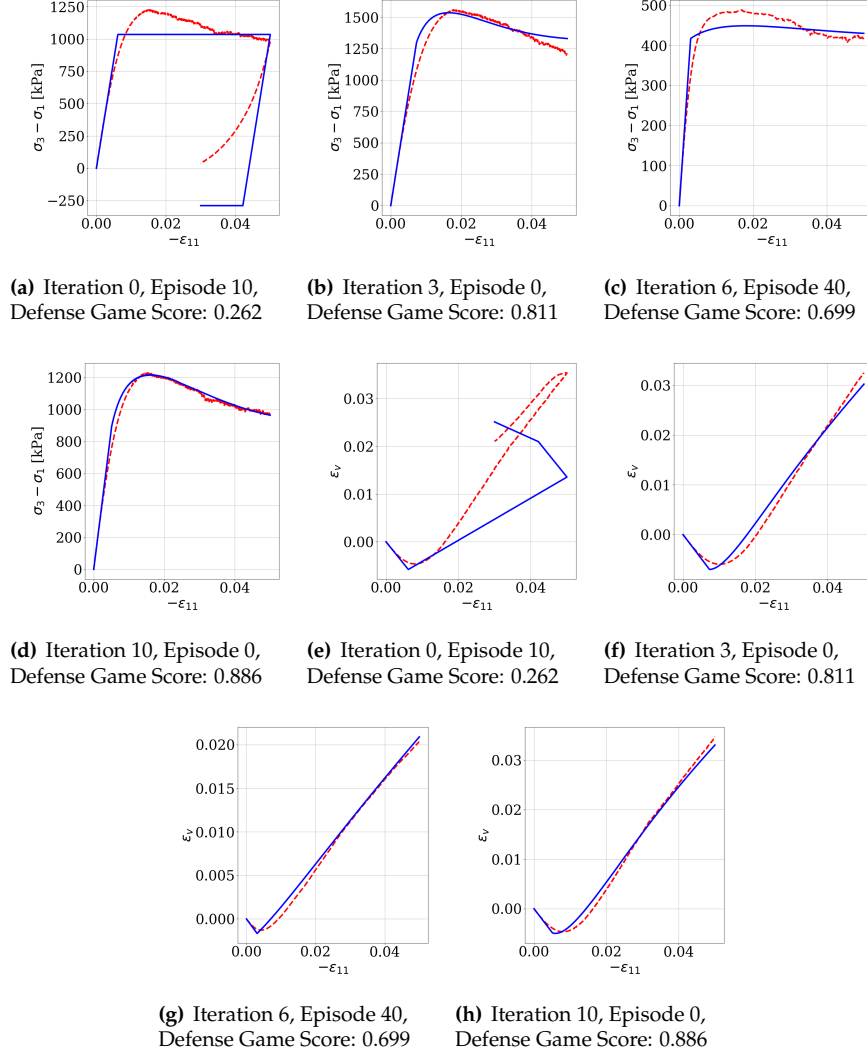 1250
1000
750
500
250
0
−250
σ₃ − σ₁ [kPa]
0.00 0.02 0.04
−ε₁₁
1500
1250
1000
750
500
250
0
σ₃ − σ₁ [kPa]
0.00 0.02 0.04
−ε₁₁
500
400
300
200
100
0
σ₃ − σ₁ [kPa]
0.00 0.02 0.04
−ε₁₁
(a) Iteration 0, Episode 10,
Defense Game Score: 0.262
(b) Iteration 3, Episode 0,
Defense Game Score: 0.811
(c) Iteration 6, Episode 40,
Defense Game Score: 0.699
1200
1000
800
600
400
200
0
σ₃ − σ₁ [kPa]
0.00 0.02 0.04
−ε₁₁
0.03
0.02
0.01
0.00
εᵥ
0.00 0.02 0.04
−ε₁₁
0.03
0.02
0.01
0.00
εᵥ
0.00 0.02 0.04
−ε₁₁
(d) Iteration 10, Episode 0,
Defense Game Score: 0.886
(e) Iteration 0, Episode 10,
Defense Game Score: 0.262
(f) Iteration 3, Episode 0,
Defense Game Score: 0.811
0.020
0.015
0.010
0.005
0.000
εᵥ
0.00 0.02 0.04
−ε₁₁
0.03
0.02
0.01
0.00
εᵥ
0.00 0.02 0.04
−ε₁₁
(g) Iteration 6, Episode 40,
Defense Game Score: 0.699
(h) Iteration 10, Episode 0,
Defense Game Score: 0.886